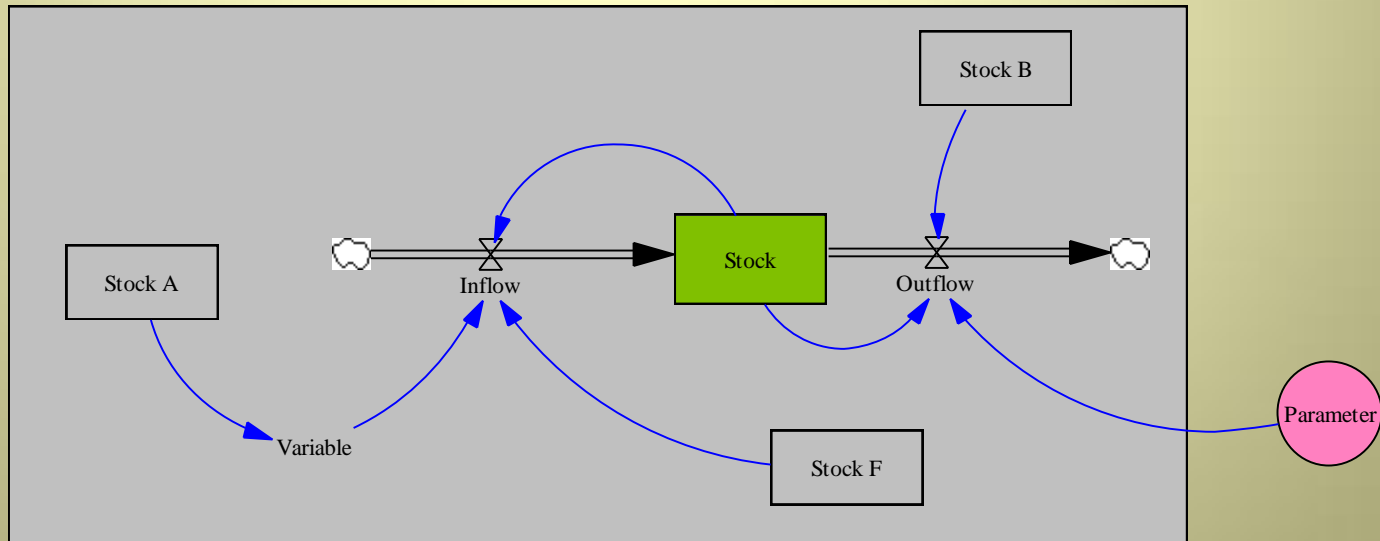 Stock B
Stock A
Inflow
Stock
Outflow
Variable
Stock F
Parameter